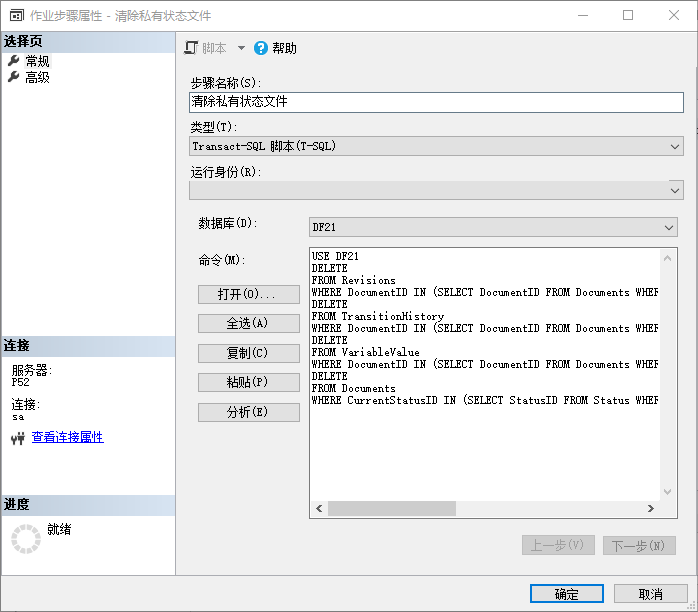 作业步骤属性 - 清除私有状态文件
选择页
常规
高级
脚本
帮助
步骤名称(S):
清除私有状态文件
类型(T):
Transact-SQL 脚本(T-SQL)
运行身份(R):
数据库(D):
DF21
命令(M):
打开(O)...
全选(A)
复制(C)
粘贴(P)
分析(E)
USE DF21
DELETE
FROM Revisions
WHERE DocumentID IN (SELECT DocumentID FROM Documents WHER
DELETE
FROM TransitionHistory
WHERE DocumentID IN (SELECT DocumentID FROM Documents WHER
DELETE
FROM VariableValue
WHERE DocumentID IN (SELECT DocumentID FROM Documents WHER
DELETE
FROM Documents
WHERE CurrentStatusID IN (SELECT StatusID FROM Status WHER
连接
服务器:
P52
连接:
sa
查看连接属性
进度
就绪
上一步(V)
下一步(N)
确定
取消